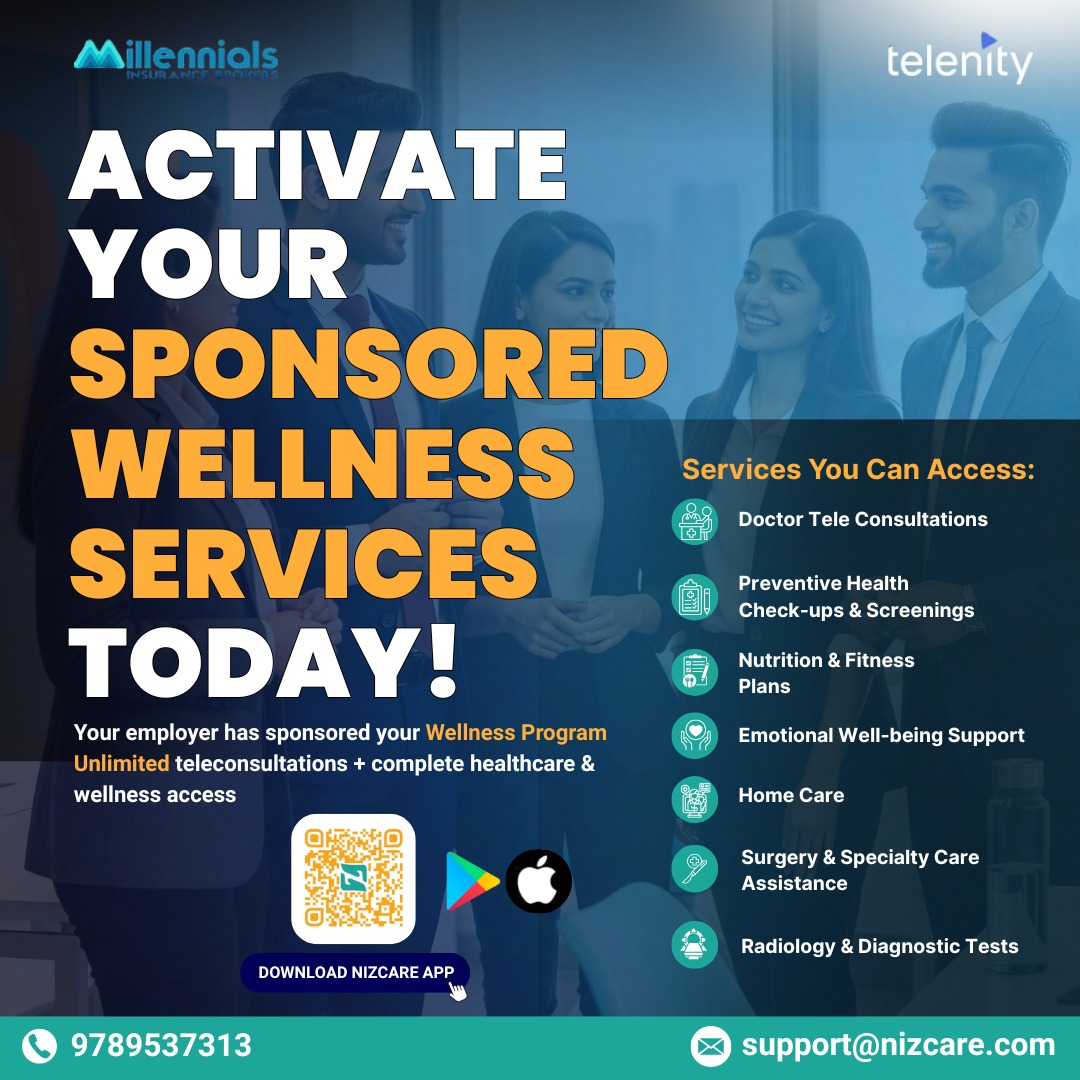 Millennials
INSURANCE BROKERS
telenity
ACTIVATE
YOUR
SPONSORED
WELLNESS
SERVICES
TODAY!
Your employer has sponsored your Wellness Program
Unlimited teleconsultations + complete healthcare &
wellness access
DOWNLOAD NIZCARE APP
Services You Can Access:
Doctor Tele Consultations
Preventive Health
Check-ups & Screenings
Nutrition & Fitness
Plans
Emotional Well-being Support
Home Care
Surgery & Specialty Care
Assistance
Radiology & Diagnostic Tests
9789537313
support@nizcare.com